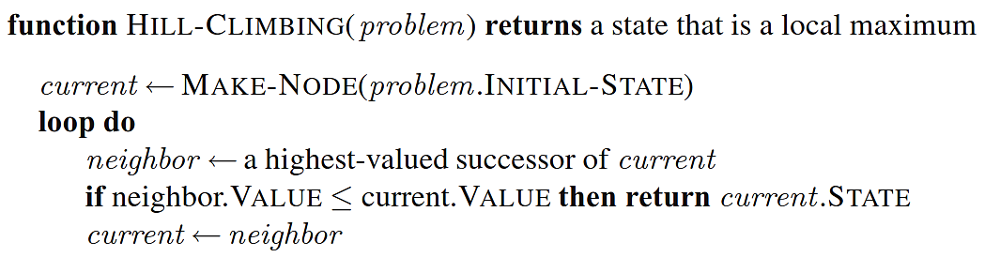 function HILL-CLIMBING(problem) returns a state that is a local maximum
current ← MAKE-NODE(problem.INITIAL-STATE)
loop do
neighbor ← a highest-valued successor of current
if neighbor.VALUE ≤ current.VALUE then return current.STATE
current ← neighbor